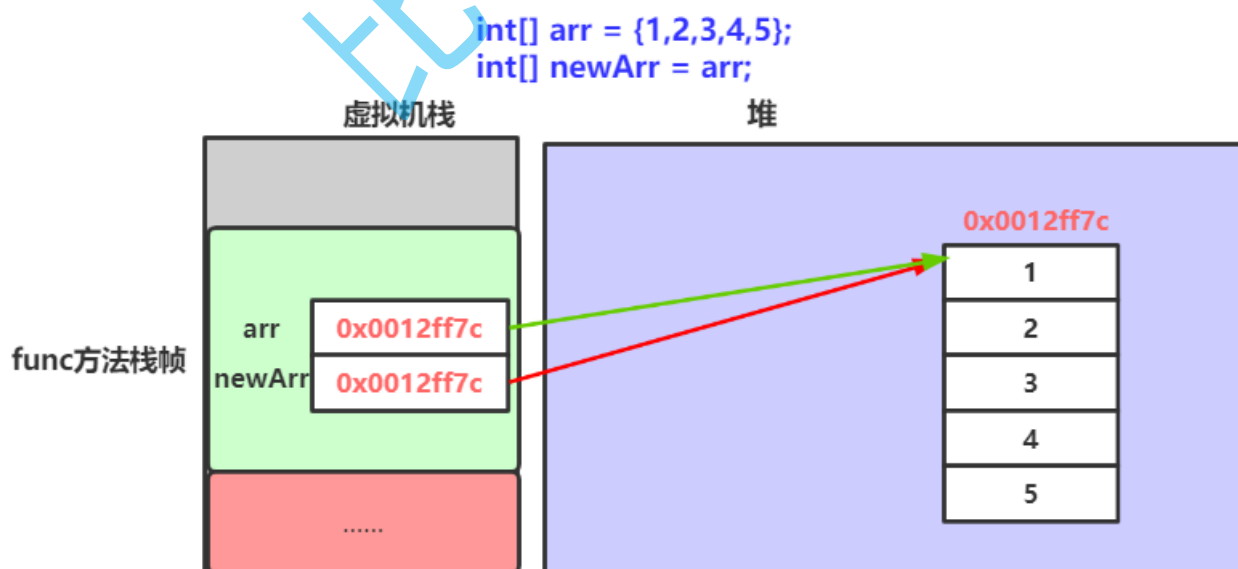 int[] arr = {1,2,3,4,5};
int[] newArr = arr;
虚拟机栈
堆
0x0012ff7c
1
arr
0x0012ff7c
2
func方法栈帧
newArr
0x0012ff7c
3
4
5
......